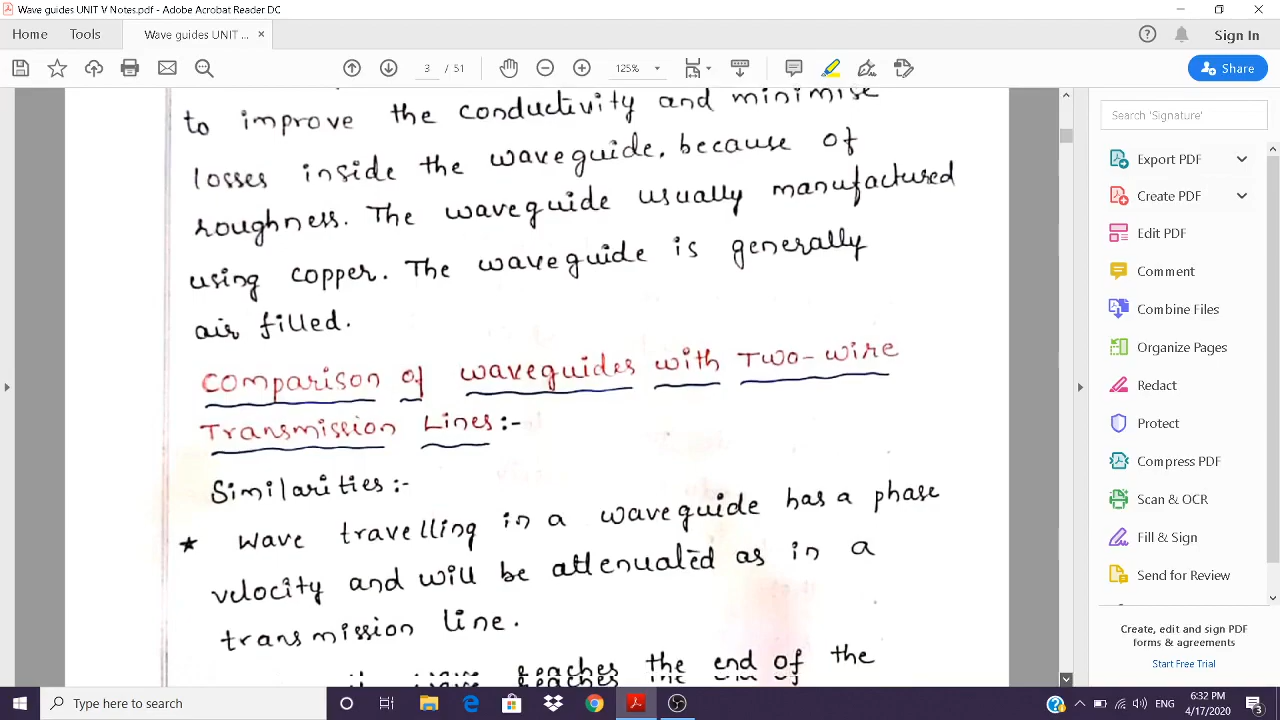 Wave guides UNIT V Notes.pdf - Adobe Acrobat Reader DC
Home Tools Wave guides UNIT V ... × Sign In
3 / 51 125% Share
to improve the conductivity and minimise
losses inside the waveguide, because of
roughness. The waveguide usually manufactured
using copper. The waveguide is generally
air filled.
Comparison of waveguides with Two-wire
Transmission Lines:-
Similarities:-
* Wave travelling in a waveguide has a phase
velocity and will be attenuated as in a
transmission line.
reaches the end of the
Search 'Signature'
Export PDF
Create PDF
Edit PDF
Comment
Combine Files
Organize Pages
Redact
Protect
Compress PDF
Scan & OCR
Fill & Sign
Send for Review
Create, edit and sign PDF
forms & agreements
Start Free Trial
Type here to search
ENG
6:32 PM
4/17/2020
3